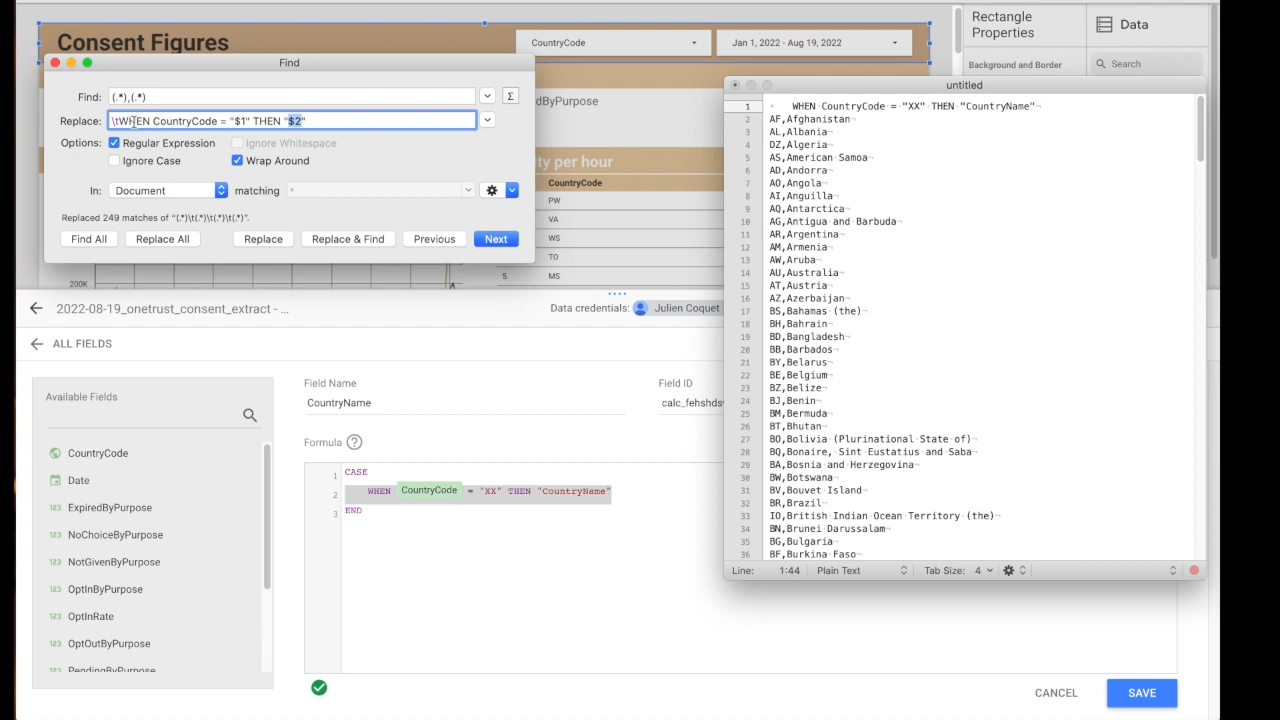 Consent Figures
CountryCode
Jan 1, 2022 - Aug 19, 2022
Rectangle
Properties
Data
Background and Border
Search
Find
Find: (.*),(.*)
Replace: \tWHEN CountryCode = "$1" THEN "$2"
Options: Regular Expression
Ignore Whitespace
Ignore Case
Wrap Around
In: Document
matching
Replaced 249 matches of "(.*)\t(.*)\t(.*)\t(.*)".
Find All
Replace All
Replace
Replace & Find
Previous
Next
dByPurpose
ty per hour
CountryCode
PW
VA
WS
TO
5. MS
200K
untitled
1 WHEN CountryCode = "XX" THEN "CountryName"
2 AF,Afghanistan
3 AL,Albania
4 DZ,Algeria
5 AS,American Samoa
6 AD,Andorra
7 AO,Angola
8 AI,Anguilla
9 AQ,Antarctica
10 AG,Antigua and Barbuda
11 AR,Argentina
12 AM,Armenia
13 AW,Aruba
14 AU,Australia
15 AT,Austria
16 AZ,Azerbaijan
17 BS,Bahamas (the)
18 BH,Bahrain
19 BD,Bangladesh
20 BB,Barbados
21 BY,Belarus
22 BE,Belgium
23 BZ,Belize
24 BJ,Benin
25 BM,Bermuda
26 BT,Bhutan
27 BO,Bolivia (Plurinational State of)
28 BQ,Bonaire, Sint Eustatius and Saba
29 BA,Bosnia and Herzegovina
30 BW,Botswana
31 BV,Bouvet Island
32 BR,Brazil
33 IO,British Indian Ocean Territory (the)
34 BN,Brunei Darussalam
35 BG,Bulgaria
36 BF,Burkina Faso
Line: 1:44
Plain Text
Tab Size: 4
2022-08-19_onetrust_consent_extract - ...
Data credentials: Julien Coquet
ALL FIELDS
Available Fields
CountryCode
Date
123 ExpiredByPurpose
123 NoChoiceByPurpose
123 NotGivenByPurpose
123 OptInByPurpose
123 OptInRate
123 OptOutByPurpose
123 PendingByPurpose
Field Name
CountryName
Field ID
calc_fehshds
Formula
1 CASE
2 WHEN CountryCode = "XX" THEN "CountryName"
3 END
CANCEL
SAVE